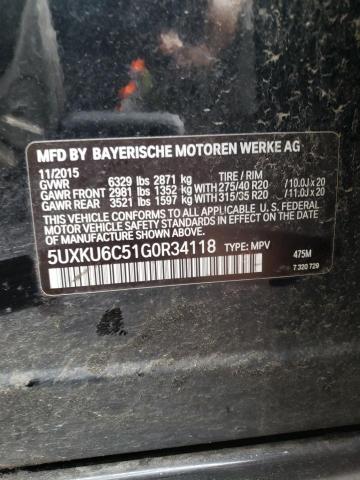 MFD BY BAYERISCHE MOTOREN WERKE AG
11/2015 TIRE / RIM
GVWR 6329 lbs 2871 kg
GAWR FRONT 2981 lbs 1352 kg WITH 275/40 R20 /10.0J x 20
GAWR REAR 3521 lbs 1597 kg WITH 315/35 R20 /11.0J x 20
THIS VEHICLE CONFORMS TO ALL APPLICABLE U.S. FEDERAL
MOTOR VEHICLE SAFETY STANDARDS IN EFFECT ON THE
DATE OF MANUFACTURE SHOWN ABOVE.
5UXKU6C51G0R34118 TYPE: MPV 475M
7 320 729